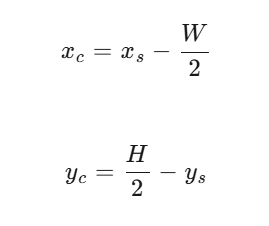 x_c = x_s − W/2
y_c = H/2 − y_s